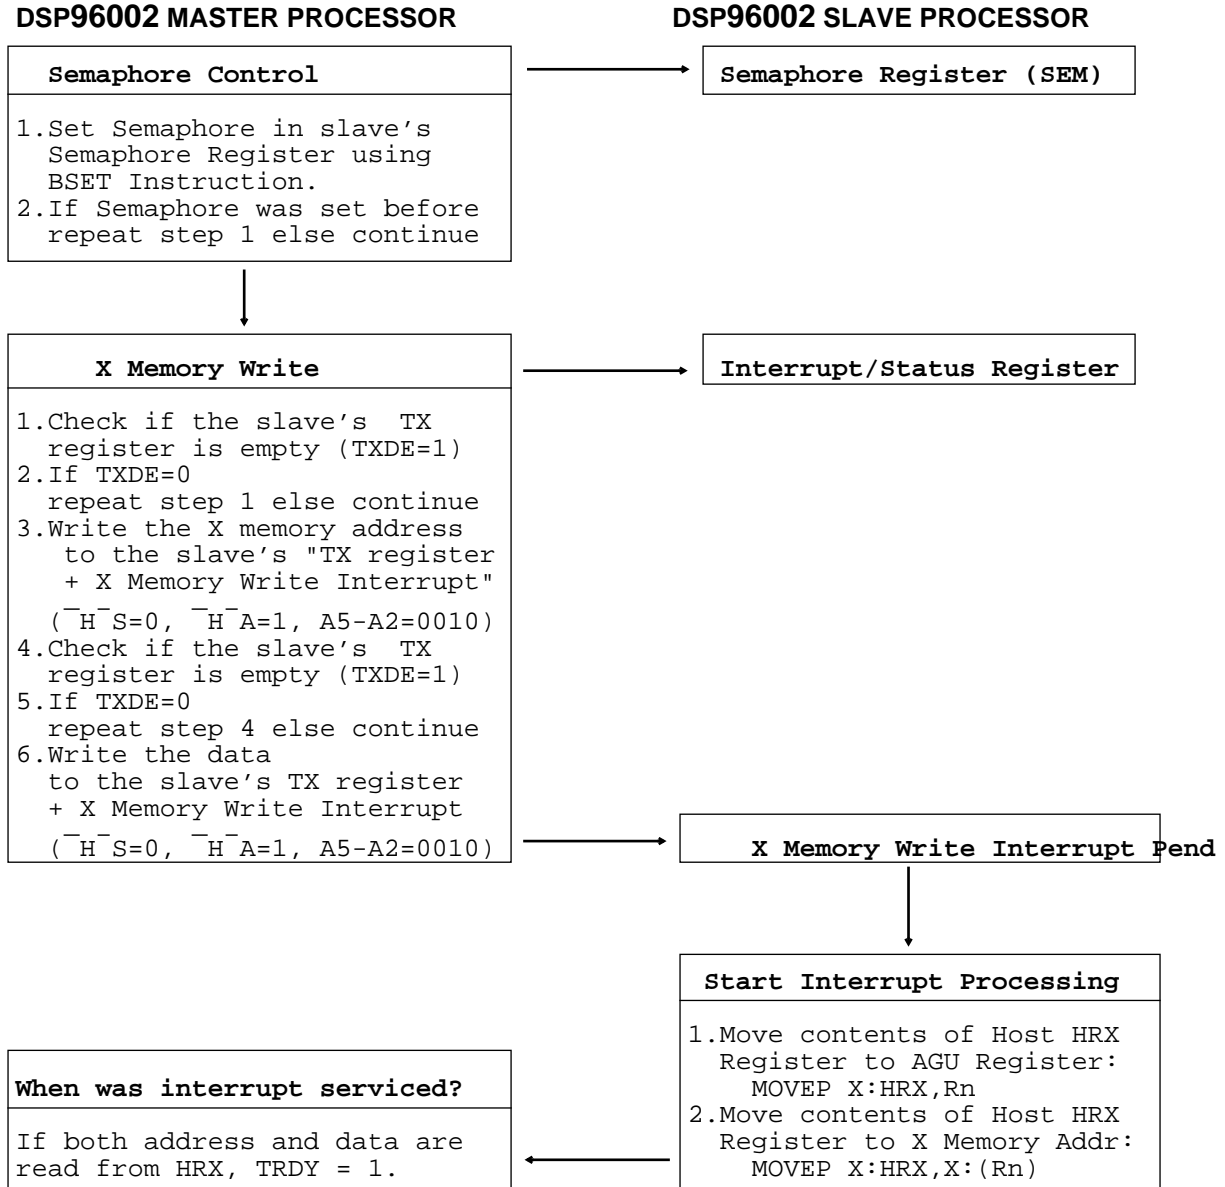 DSP96002 MASTER PROCESSOR
DSP96002 SLAVE PROCESSOR
Semaphore Control
1.Set Semaphore in slave’s
Semaphore Register using
BSET Instruction.
2.If Semaphore was set before
repeat step 1 else continue
Semaphore Register (SEM)
X Memory Write
1.Check if the slave’s TX
register is empty (TXDE=1)
2.If TXDE=0
repeat step 1 else continue
3.Write the X memory address
to the slave’s "TX register
+ X Memory Write Interrupt"
(¯H¯S=0, ¯H¯A=1, A5-A2=0010)
4.Check if the slave’s TX
register is empty (TXDE=1)
5.If TXDE=0
repeat step 4 else continue
6.Write the data
to the slave’s TX register
+ X Memory Write Interrupt
(¯H¯S=0, ¯H¯A=1, A5-A2=0010)
Interrupt/Status Register
X Memory Write Interrupt Pend
Start Interrupt Processing
1.Move contents of Host HRX
Register to AGU Register:
MOVEP X:HRX,Rn
2.Move contents of Host HRX
Register to X Memory Addr:
MOVEP X:HRX,X:(Rn)
When was interrupt serviced?
If both address and data are
read from HRX, TRDY = 1.